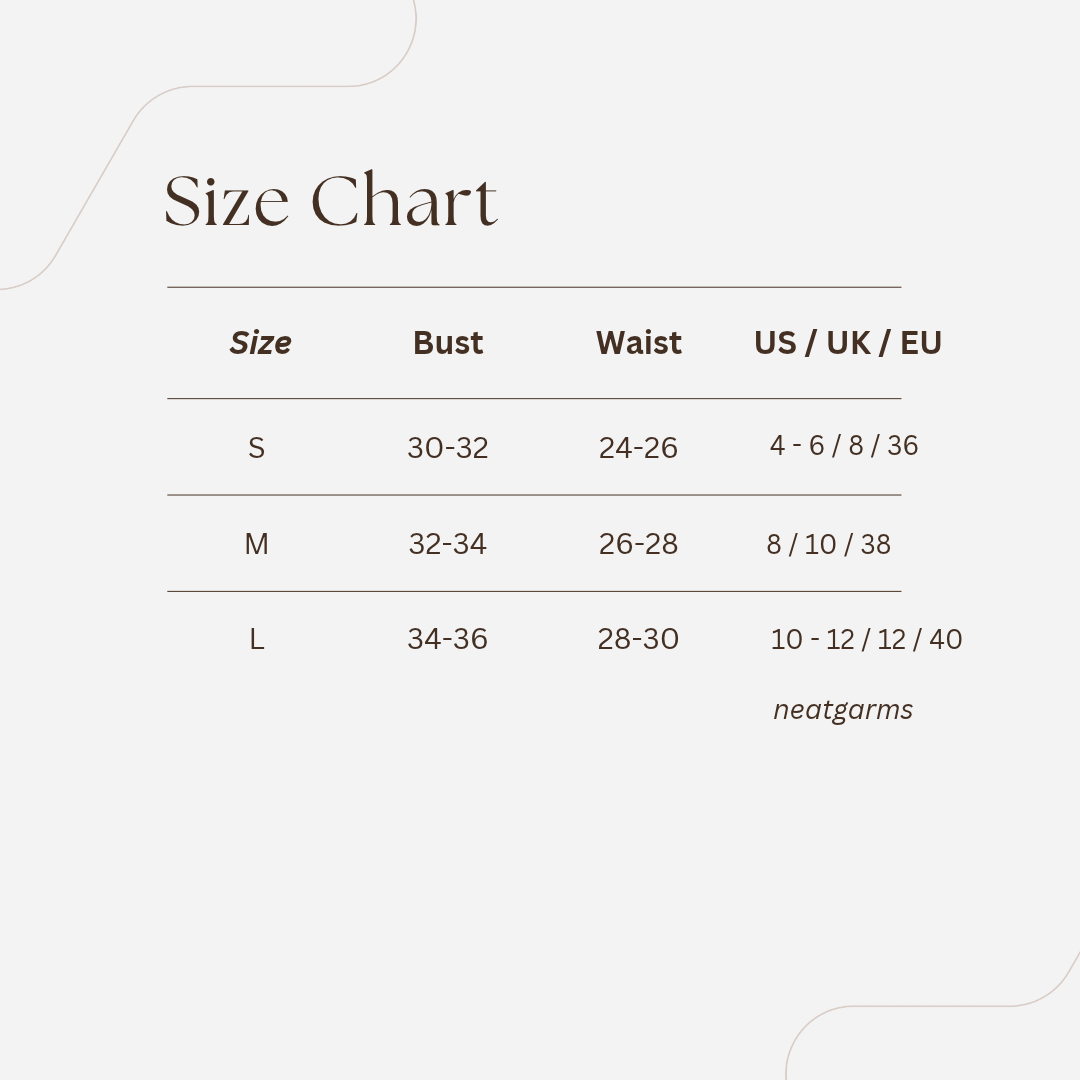 Size Chart
Size Bust Waist US / UK / EU
S 30-32 24-26 4 - 6 / 8 / 36
M 32-34 26-28 8 / 10 / 38
L 34-36 28-30 10 - 12 / 12 / 40
neatgarms